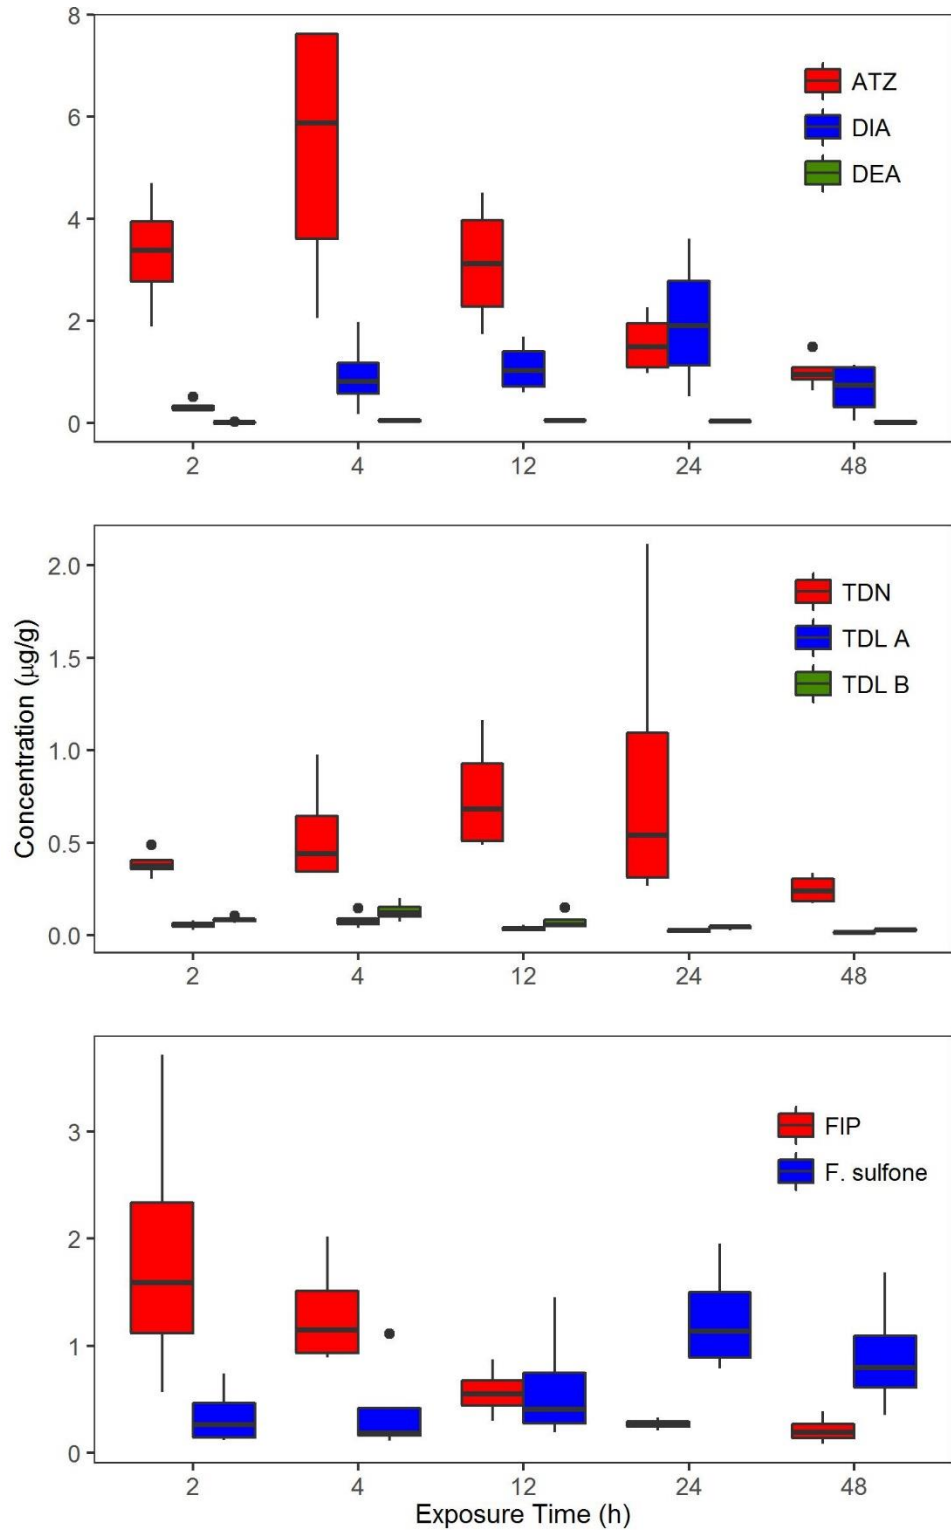 8
6
4
2
0
ATZ
DIA
DEA
2 4 12 24 48
Concentration (µg/g)
2.0
1.5
1.0
0.5
0.0
TDN
TDL A
TDL B
2 4 12 24 48
3
2
1
0
FIP
F. sulfone
2 4 12 24 48
Exposure Time (h)